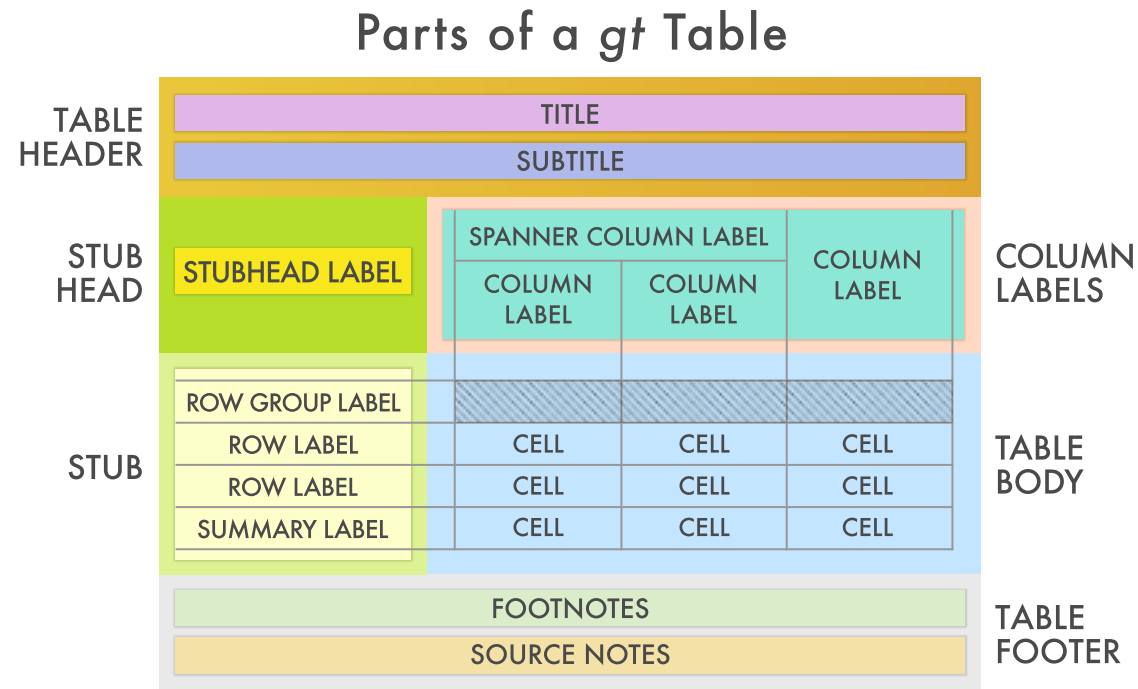 Parts of a gt Table
TABLE
HEADER
TITLE
SUBTITLE
STUB
HEAD
STUBHEAD LABEL
SPANNER COLUMN LABEL
COLUMN
LABEL
COLUMN
LABEL
COLUMN
LABEL
COLUMN
LABELS
STUB
ROW GROUP LABEL
ROW LABEL
CELL CELL CELL
ROW LABEL
CELL CELL CELL
SUMMARY LABEL
CELL CELL CELL
TABLE
BODY
FOOTNOTES
SOURCE NOTES
TABLE
FOOTER